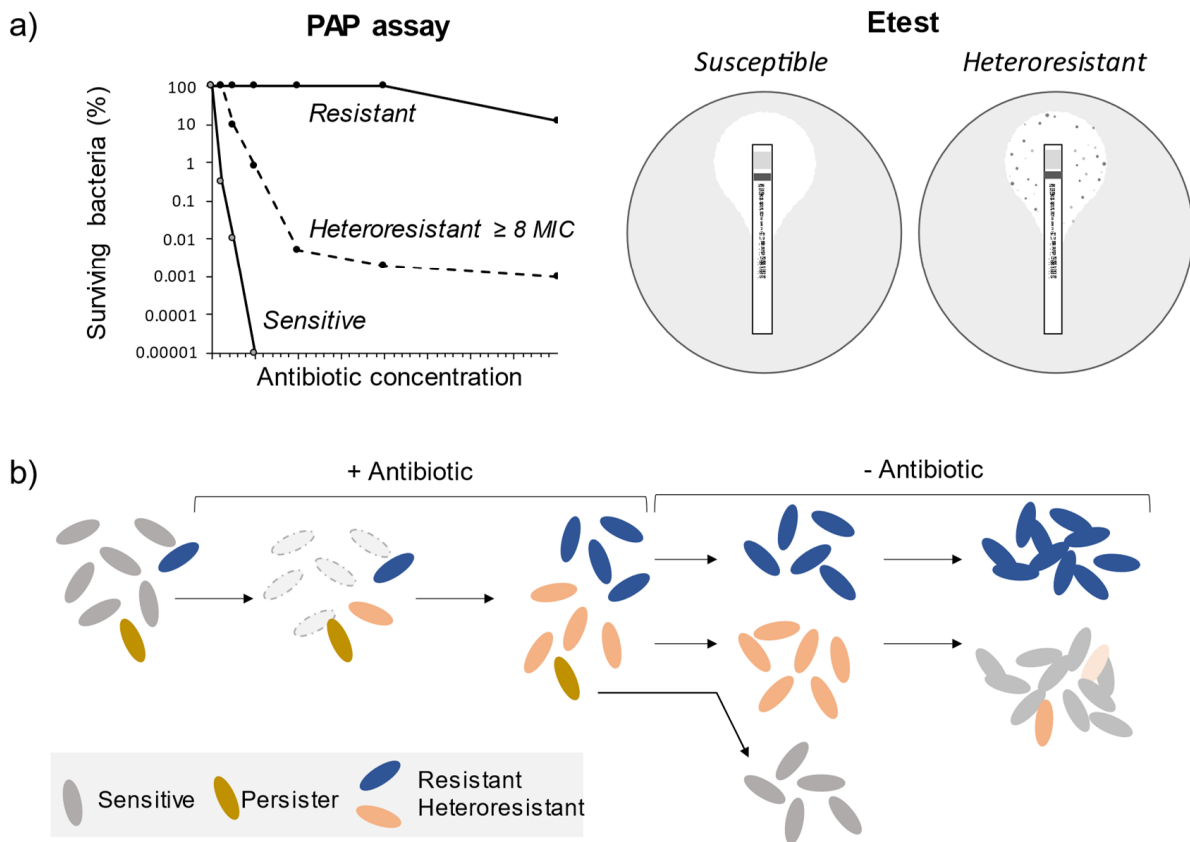 a)
PAP assay
Surviving bacteria (%)
100
10
1
0.1
0.01
0.001
0.0001
0.00001
Resistant
Heteroresistant ≥ 8 MIC
Sensitive
Antibiotic concentration
Etest
Susceptible
Heteroresistant
b)
+ Antibiotic
- Antibiotic
Sensitive
Persister
Resistant
Heteroresistant